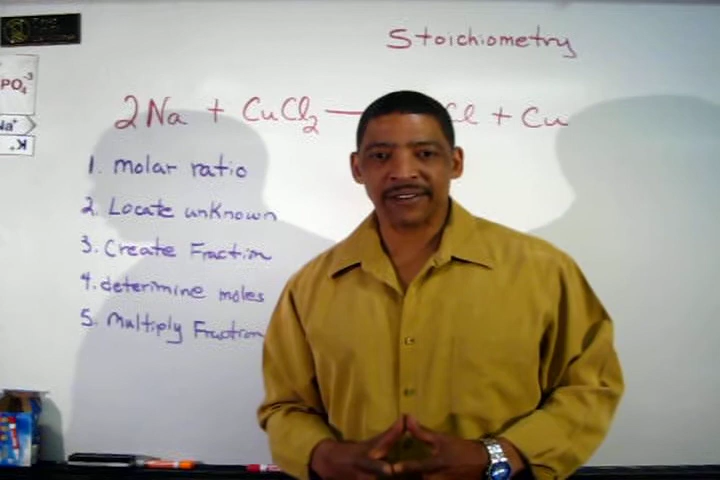 Stoichiometry
PO₄⁻³
2Na + CuCl₂ — Cl + Cu
Na⁺
K⁺
1. molar ratio
2. Locate unknown
3. Create Fraction
4. determine moles
5. Multiply Fraction